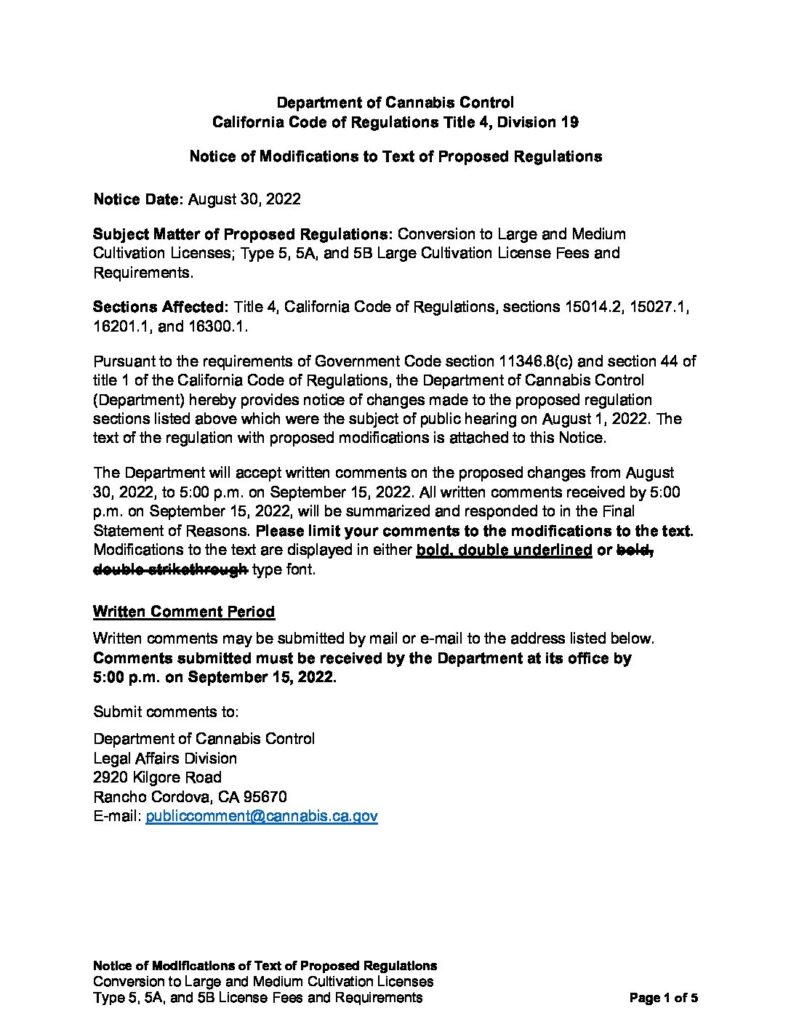 Department of Cannabis Control
California Code of Regulations Title 4, Division 19
Notice of Modifications to Text of Proposed Regulations
Notice Date: August 30, 2022
Subject Matter of Proposed Regulations: Conversion to Large and Medium
Cultivation Licenses; Type 5, 5A, and 5B Large Cultivation License Fees and
Requirements.
Sections Affected: Title 4, California Code of Regulations, sections 15014.2, 15027.1,
16201.1, and 16300.1.
Pursuant to the requirements of Government Code section 11346.8(c) and section 44 of
title 1 of the California Code of Regulations, the Department of Cannabis Control
(Department) hereby provides notice of changes made to the proposed regulation
sections listed above which were the subject of public hearing on August 1, 2022. The
text of the regulation with proposed modifications is attached to this Notice.
The Department will accept written comments on the proposed changes from August
30, 2022, to 5:00 p.m. on September 15, 2022. All written comments received by 5:00
p.m. on September 15, 2022, will be summarized and responded to in the Final
Statement of Reasons. Please limit your comments to the modifications to the text.
Modifications to the text are displayed in either bold, double underlined or bold,
double strikethrough type font.
Written Comment Period
Written comments may be submitted by mail or e-mail to the address listed below.
Comments submitted must be received by the Department at its office by
5:00 p.m. on September 15, 2022.
Submit comments to:
Department of Cannabis Control
Legal Affairs Division
2920 Kilgore Road
Rancho Cordova, CA 95670
E-mail: publiccomment@cannabis.ca.gov
Notice of Modifications of Text of Proposed Regulations
Conversion to Large and Medium Cultivation Licenses
Type 5, 5A, and 5B License Fees and Requirements Page 1 of 5